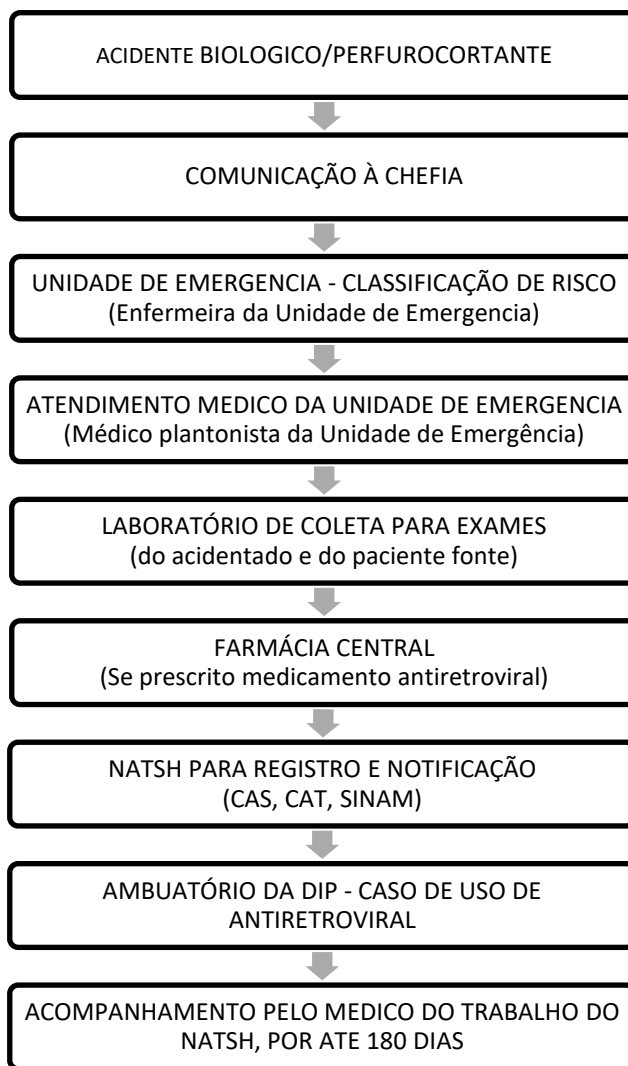 ACIDENTE BIOLOGICO/PERFUROCORTANTE
COMUNICAÇÃO À CHEFIA
UNIDADE DE EMERGENCIA - CLASSIFICAÇÃO DE RISCO
(Enfermeira da Unidade de Emergencia)
ATENDIMENTO MEDICO DA UNIDADE DE EMERGENCIA
(Médico plantonista da Unidade de Emergência)
LABORATÓRIO DE COLETA PARA EXAMES
(do acidentado e do paciente fonte)
FARMÁCIA CENTRAL
(Se prescrito medicamento antiretroviral)
NATSH PARA REGISTRO E NOTIFICAÇÃO
(CAS, CAT, SINAM)
AMBUATÓRIO DA DIP - CASO DE USO DE
ANTIRETROVIRAL
ACOMPANHAMENTO PELO MEDICO DO TRABALHO DO
NATSH, POR ATE 180 DIAS